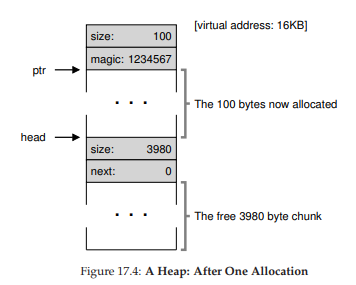 size: 100 [virtual address: 16KB]
magic: 1234567
ptr
. . . The 100 bytes now allocated
head
size: 3980
next: 0
. . . The free 3980 byte chunk
Figure 17.4: A Heap: After One Allocation